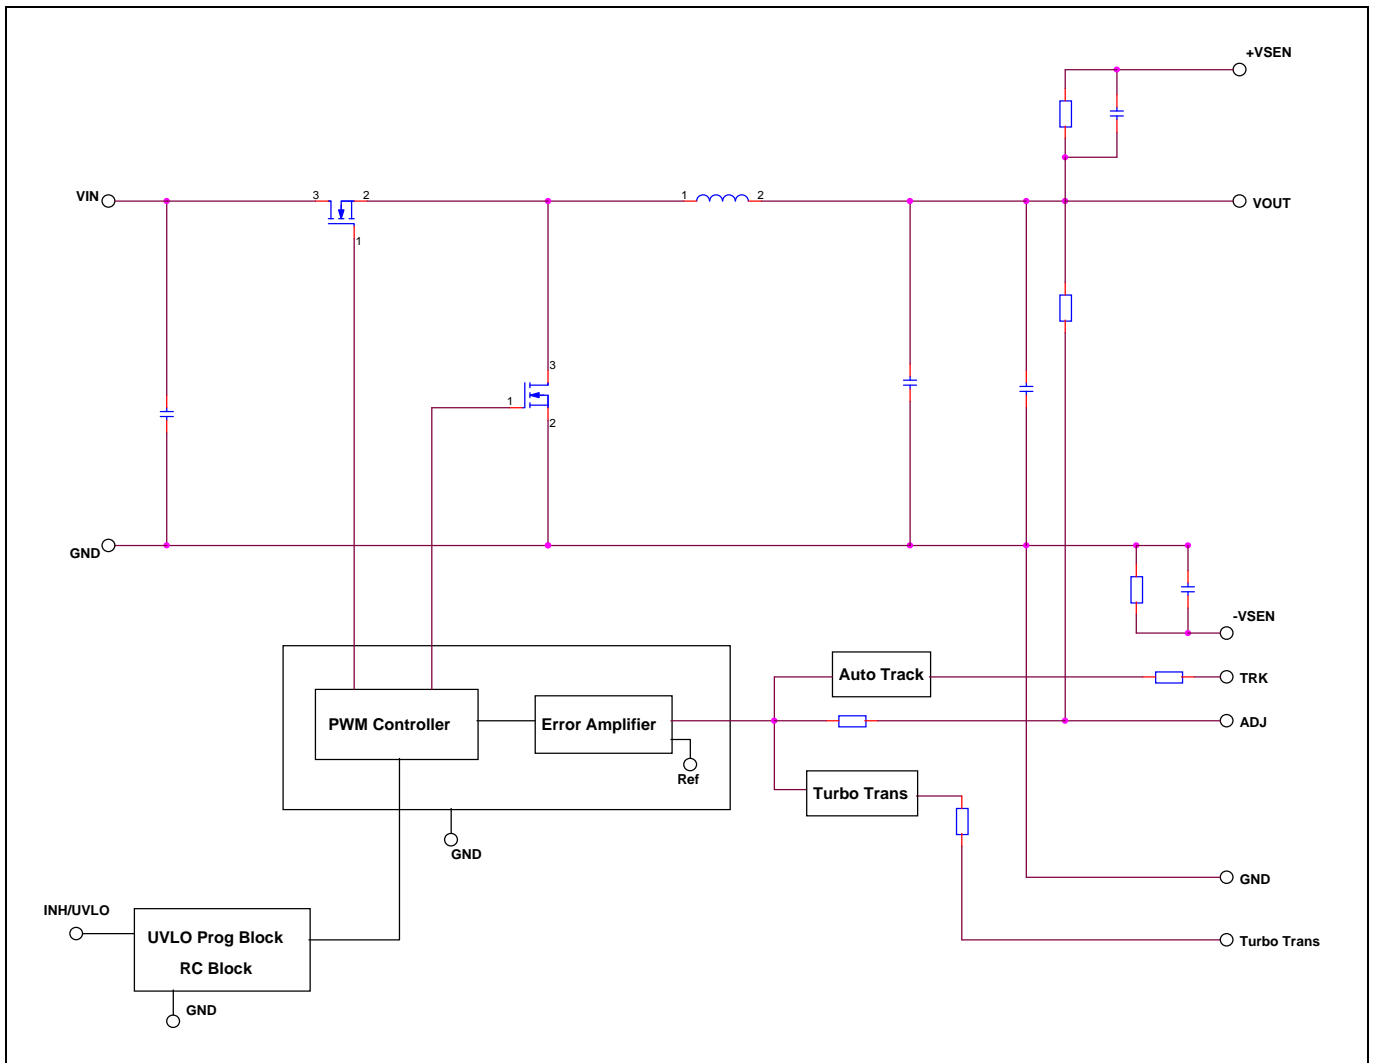 +VSEN
VIN
3
2
1
1
2
VOUT
3
1
2
GND
-VSEN
Auto Track
TRK
PWM Controller
Error Amplifier
ADJ
Ref
Turbo Trans
GND
GND
INH/UVLO
UVLO Prog Block
RC Block
Turbo Trans
GND